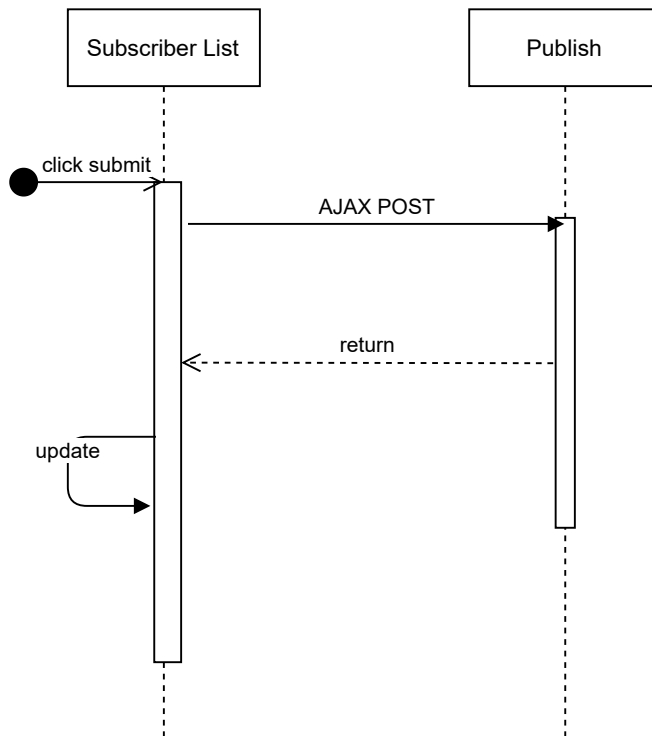 Subscriber List
Publish
click submit
AJAX POST
return
update